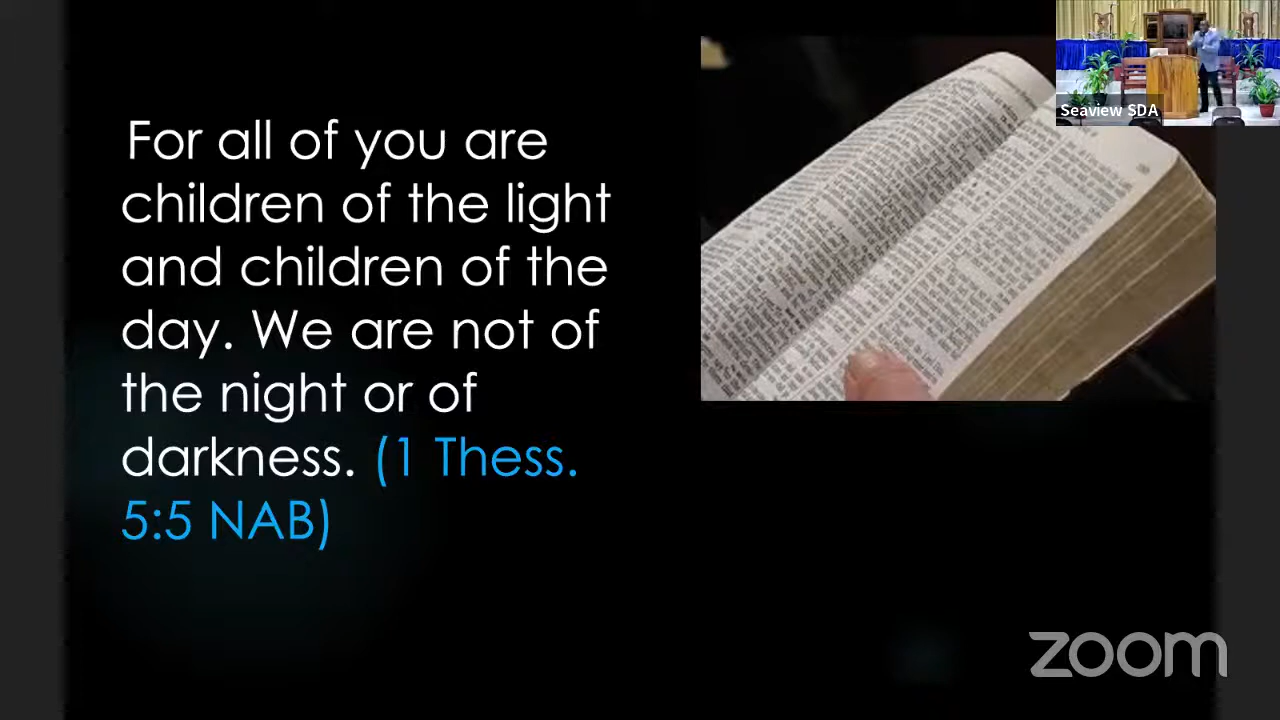 For all of you are
children of the light
and children of the
day. We are not of
the night or of
darkness. (1 Thess.
5:5 NAB)
Seaview SDA
zoom